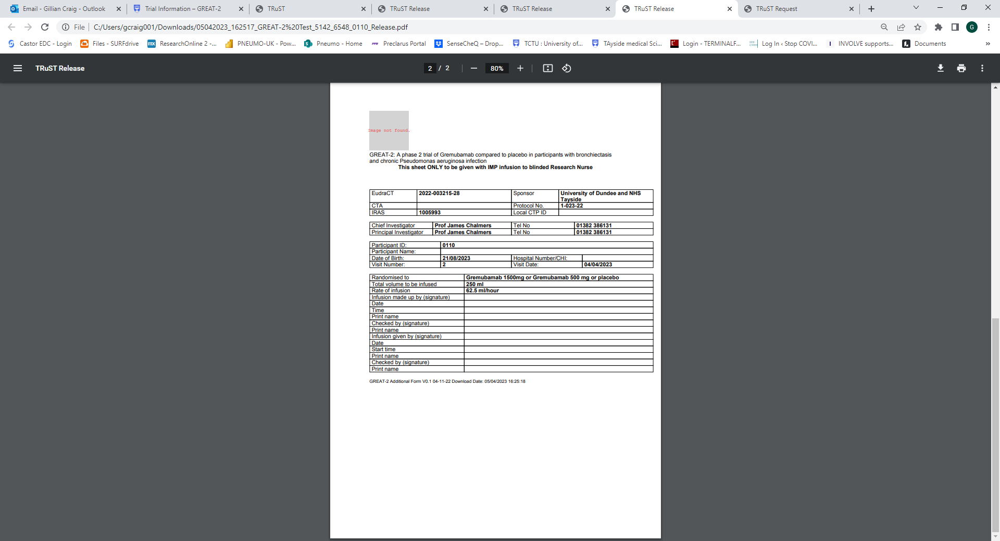 Email - Gillian Craig - Outlook
Trial Information – GREAT-2
TRuST
TRuST Release
TRuST Release
TRuST Release
TRuST Request
File C:/Users/gcraig001/Downloads/05042023_162517_GREAT-2%20Test_5142_6548_0110_Release.pdf
G
Castor EDC - Login
Files - SURFdrive
mx ResearchOnline 2 -...
PNEUMO-UK - Pow...
Pneumo - Home
Preclarus Portal
SenseCheQ – Drop...
TCTU : University of...
TAyside medical Sci...
Login - TERMINALF...
Log In ‹ Stop COVI...
INVOLVE supports...
Documents
»
TRuST Release
2 / 2
80%
Image not found.
GREAT-2: A phase 2 trial of Gremubamab compared to placebo in participants with bronchiectasis
and chronic Pseudomonas aeruginosa infection
This sheet ONLY to be given with IMP infusion to blinded Research Nurse
EudraCT 2022-003215-28 Sponsor University of Dundee and NHS
Tayside
CTA Protocol No. 1-023-22
IRAS 1005993 Local CTP ID
Chief Investigator Prof James Chalmers Tel No 01382 386131
Principal Investigator Prof James Chalmers Tel No 01382 386131
Participant ID: 0110
Participant Name:
Date of Birth: 21/08/2023 Hospital Number/CHI:
Visit Number: 2 Visit Date: 04/04/2023
Randomised to Gremubamab 1500mg or Gremubamab 500 mg or placebo
Total volume to be infused 250 ml
Rate of infusion 62.5 ml/hour
Infusion made up by (signature)
Date
Time
Print name
Checked by (signature)
Print name
Infusion given by (signature)
Date
Start time
Print name
Checked by (signature)
Print name
GREAT-2 Additional Form V0.1 04-11-22 Download Date: 05/04/2023 16:25:18